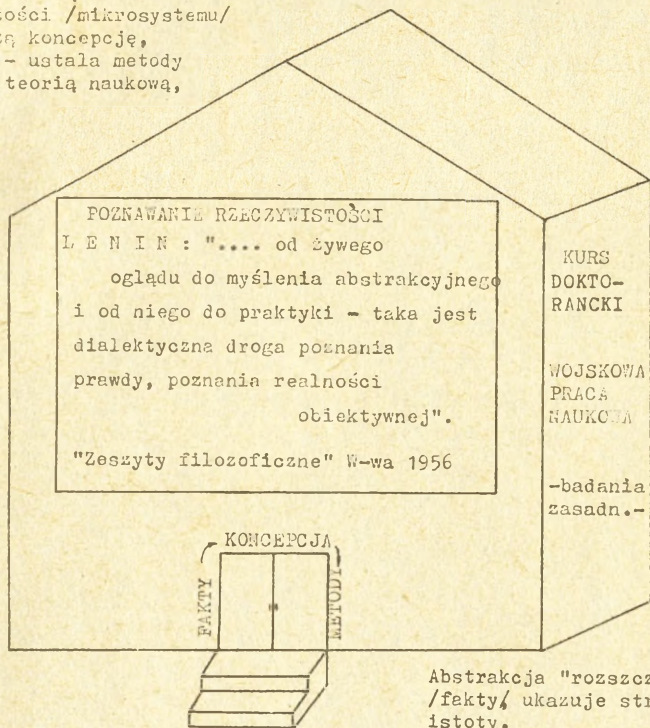 ości /mikrosystemu/
zą koncepcję,
- ustala metody
teorią naukową,
POZNAWANIE RZECZYWISTOŚCI
L E N I N : ".... od żywego
oglądu do myślenia abstrakcyjnego
i od niego do praktyki - taka jest
dialektyczna droga poznania
prawdy, poznania realności
obiektywnej".
"Zeszyty filozoficzne" W-wa 1956
KURS
DOKTO-
RANCKI
WOJSKOWA
PRACA
NAUKOWA
-badania
zasadn.-
KONCEPCJA
FAKTY
METODY
Abstrakcja "rozszcz
/fakty/ ukazuje str
istoty.